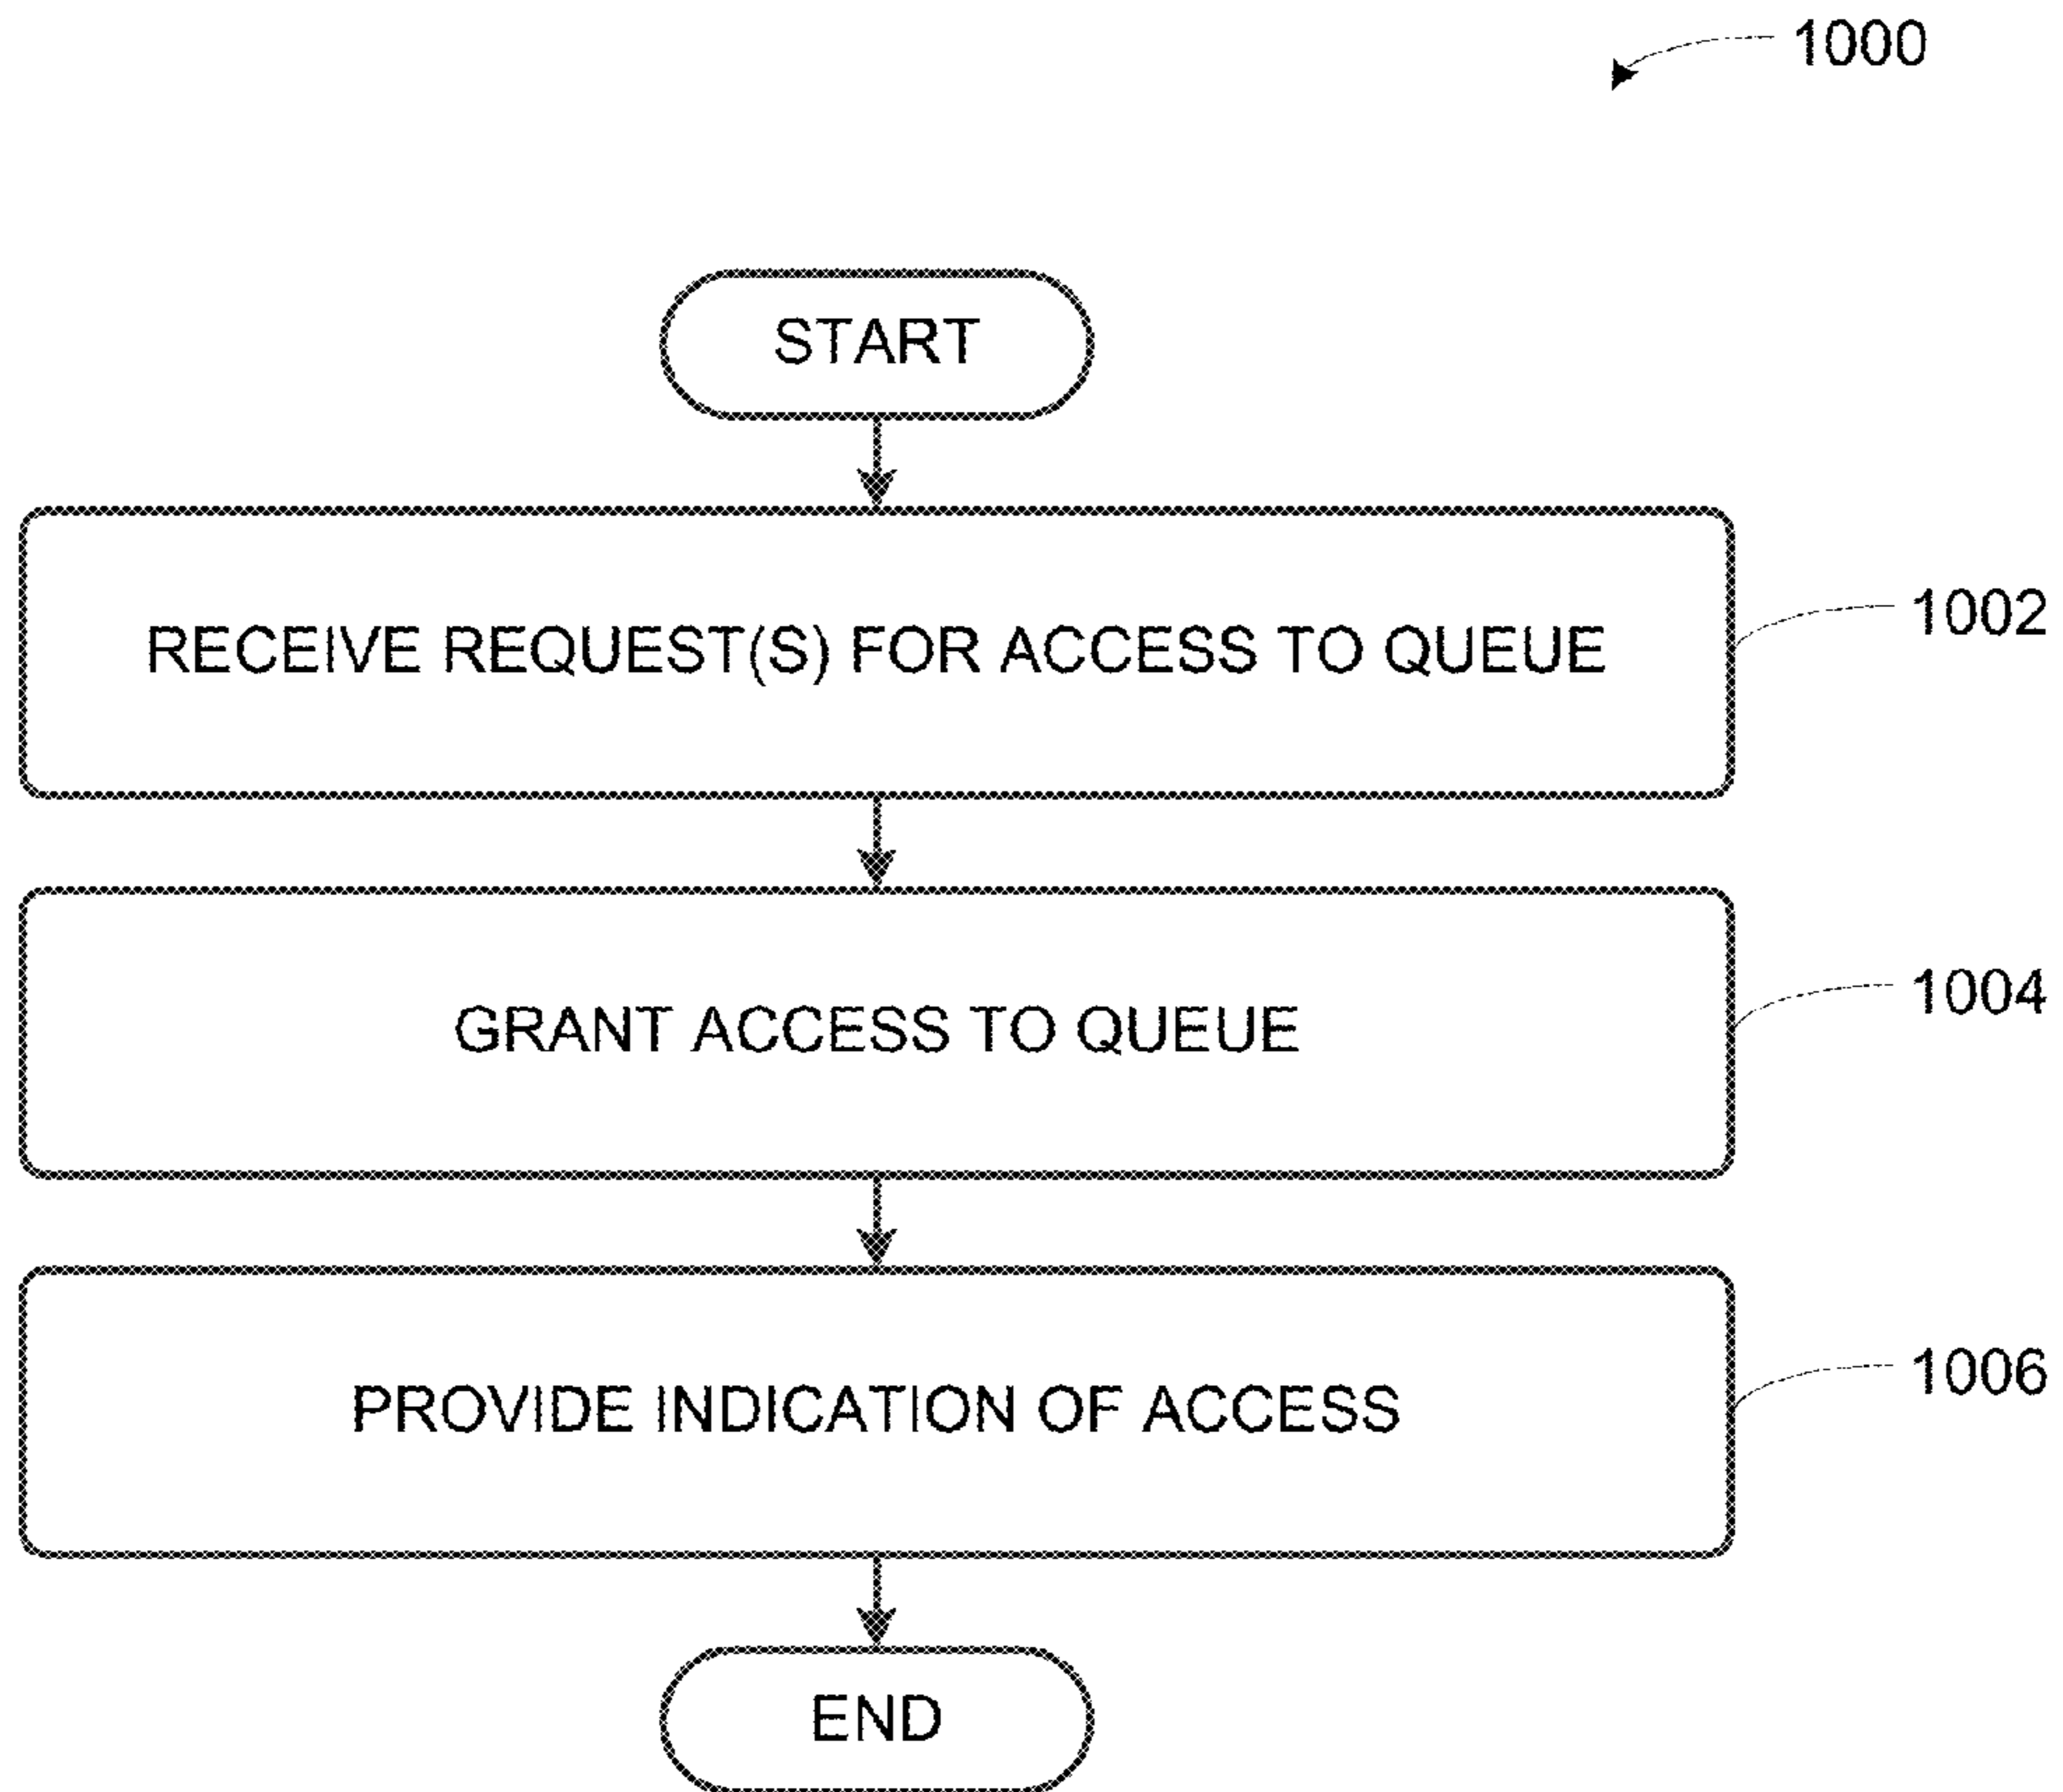 1000
START
RECEIVE REQUEST(S) FOR ACCESS TO QUEUE
1002
GRANT ACCESS TO QUEUE
1004
PROVIDE INDICATION OF ACCESS
1006
END